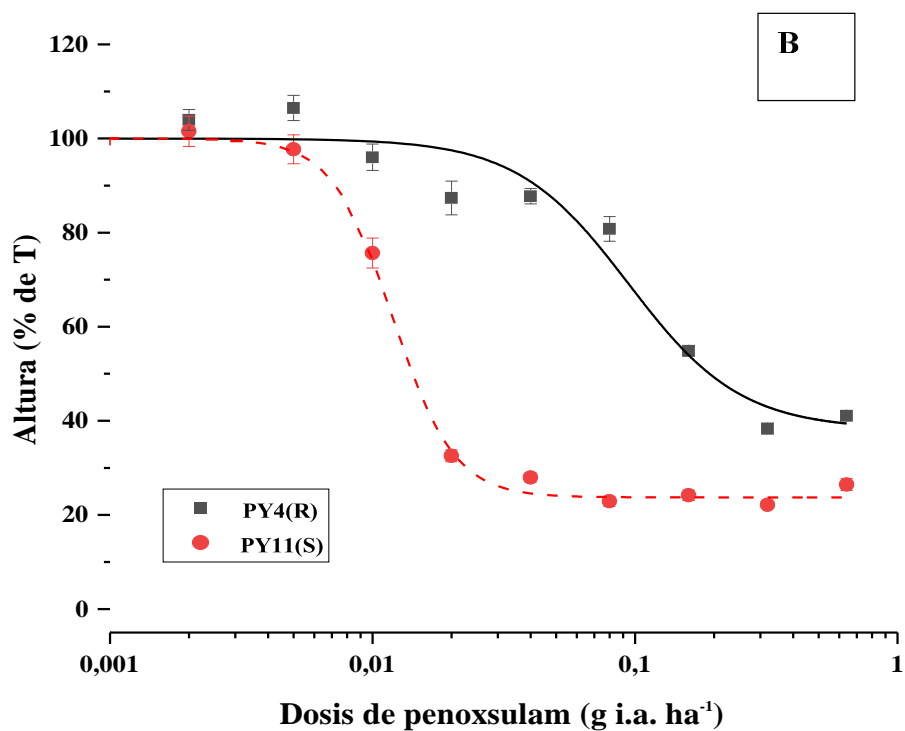 B
Altura (% de T)
120
100
80
60
40
20
0
PY4(R)
PY11(S)
0,001
0,01
0,1
1
Dosis de penoxsulam (g i.a. ha⁻¹)